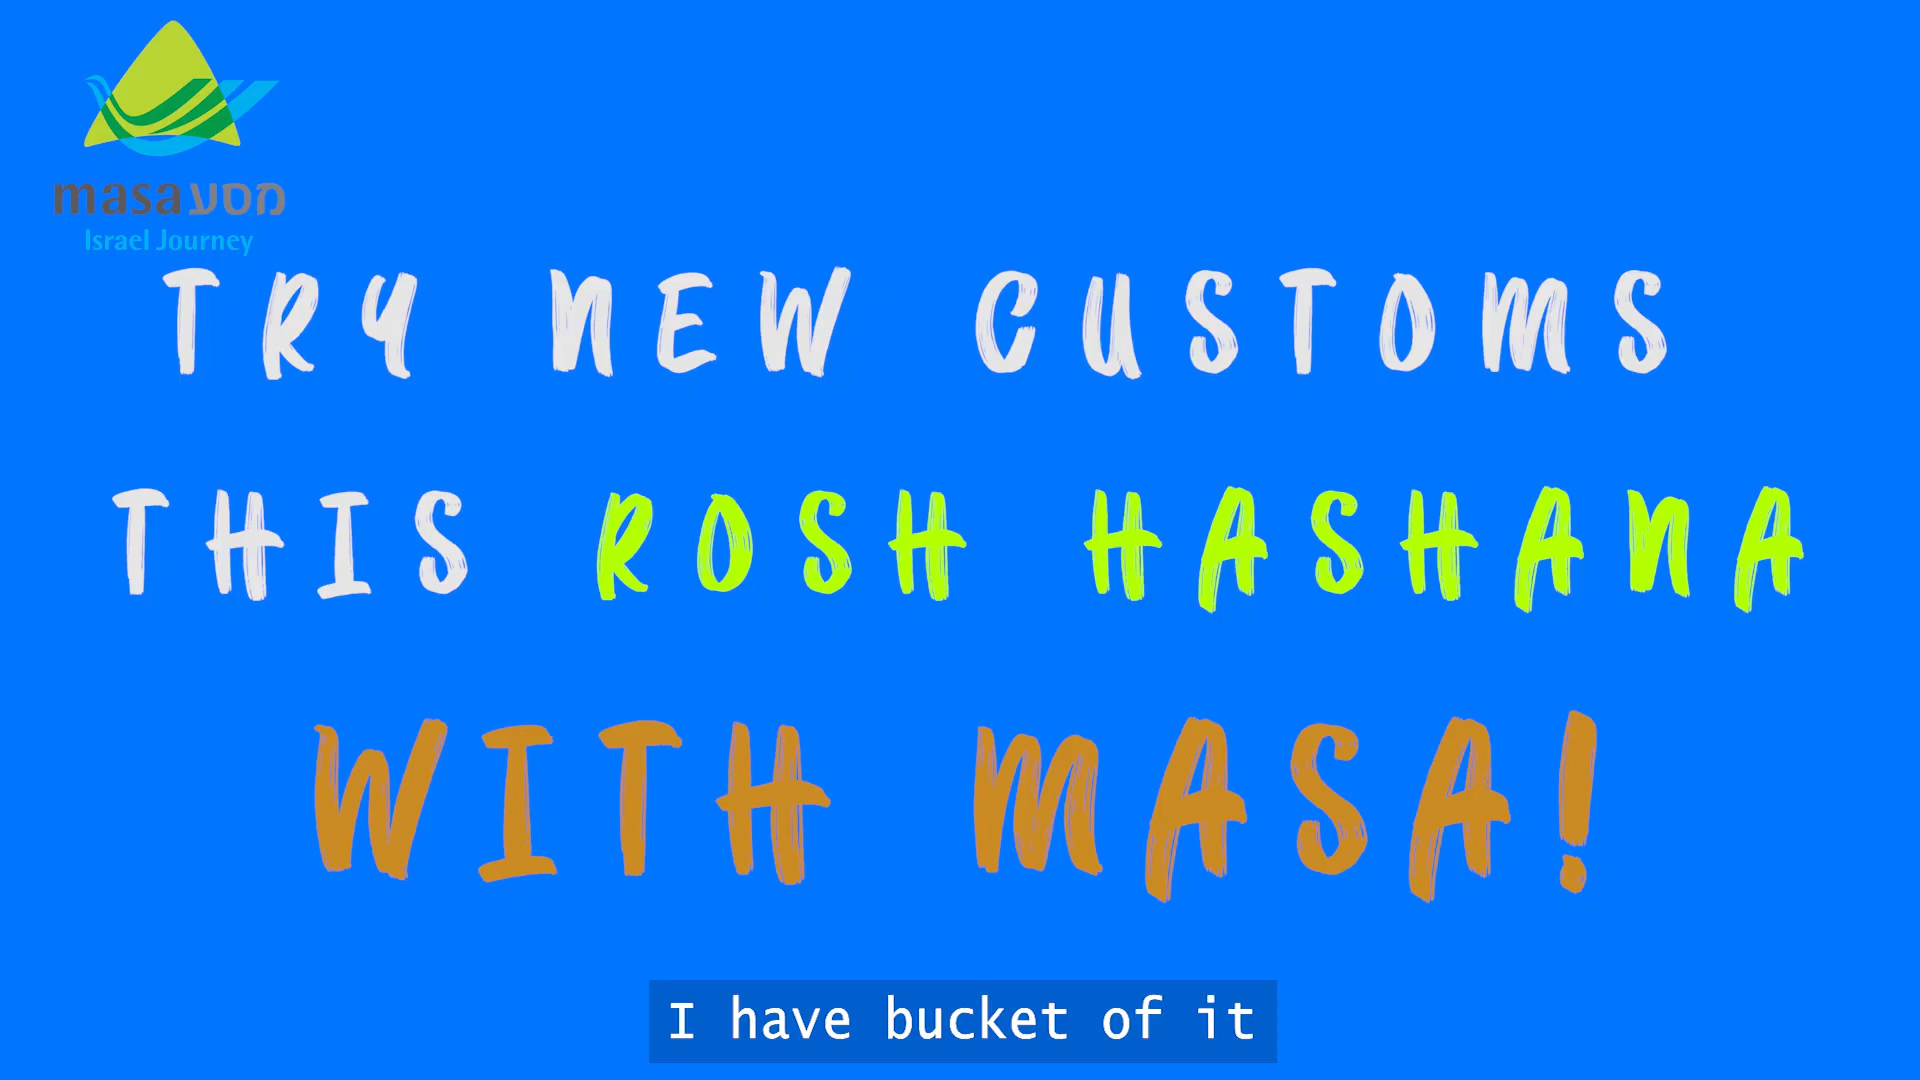 masa מסע
Israel Journey
TRY NEW CUSTOMS
THIS ROSH HASHANA
WITH MASA!
I have bucket of it